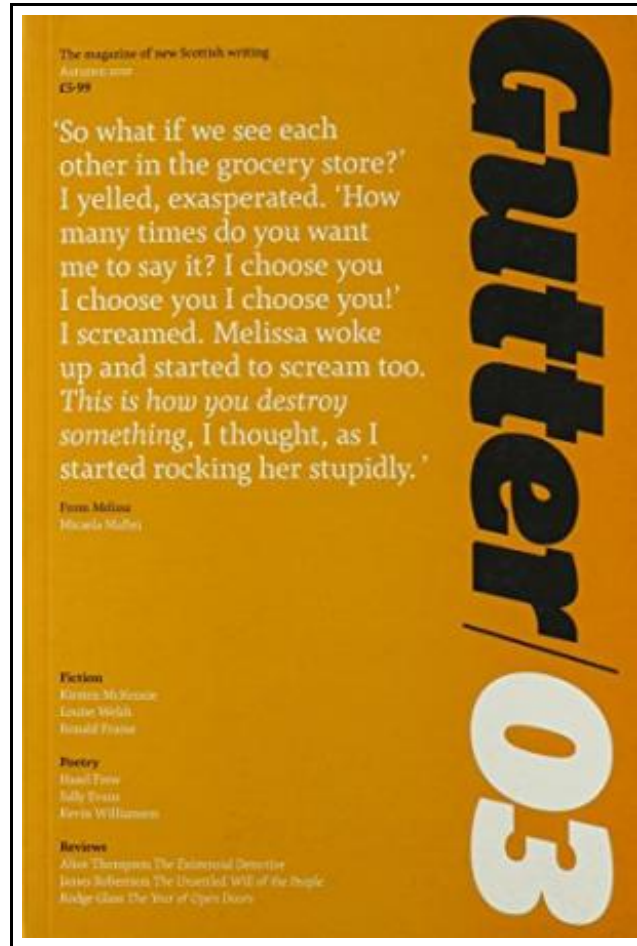 The magazine of new Scottish writing
Autumn 2010
£5·99
‘So what if we see each
other in the grocery store?’
I yelled, exasperated. ‘How
many times do you want
me to say it? I choose you
I choose you I choose you!’
I screamed. Melissa woke
up and started to scream too.
This is how you destroy
something, I thought, as I
started rocking her stupidly.’
From Melissa
Micaela Maftei
Fiction
Kirsten McKenzie
Louise Welsh
Ronald Frame
Poetry
Hazel Frew
Sally Evans
Kevin Williamson
Reviews
Alice Thompson The Existential Detective
James Robertson The Unsettled Will of the People
Rodge Glass The Year of Open Doors
Gutter/03